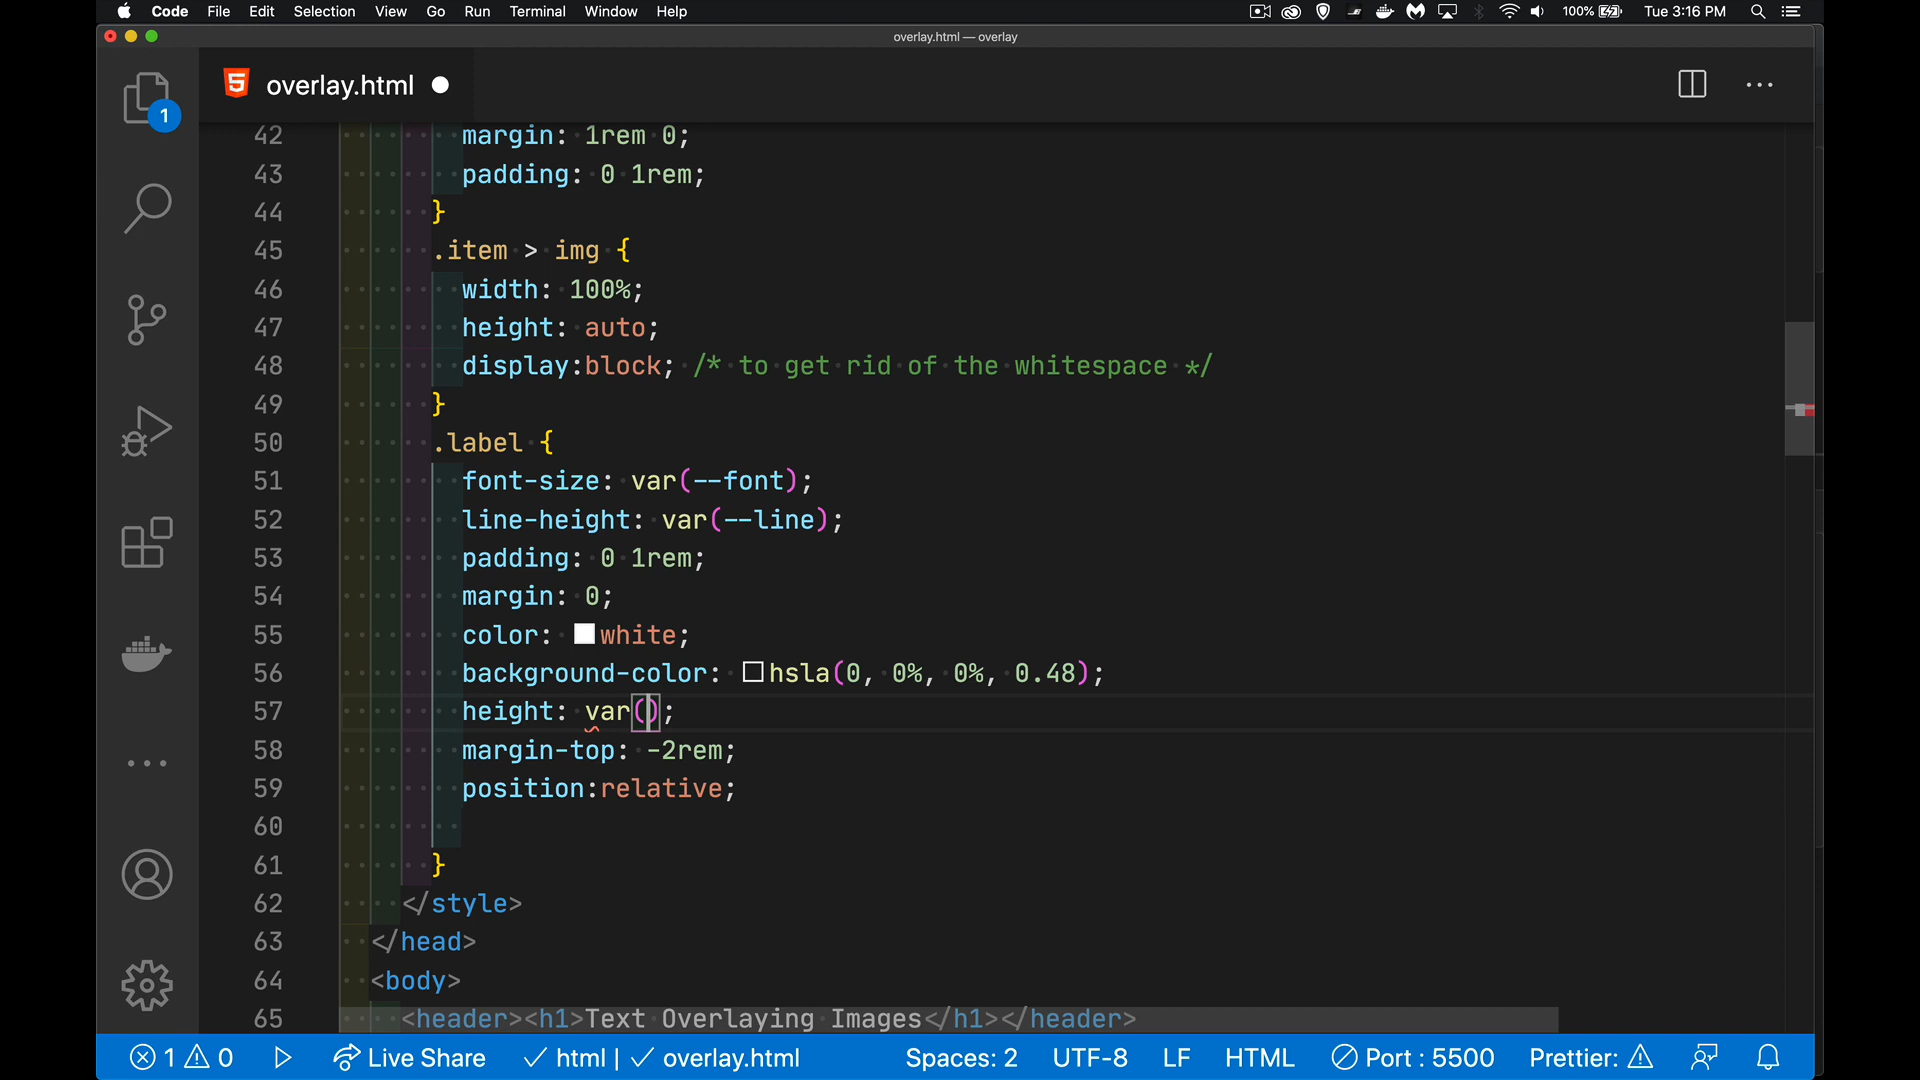 Code File Edit Selection View Go Run Terminal Window Help 100% Tue 3:16 PM
overlay.html — overlay
1
5 overlay.html
42 margin: 1rem 0;
43 padding: 0 1rem;
44 }
45 .item > img {
46 width: 100%;
47 height: auto;
48 display:block; /* to get rid of the whitespace */
49 }
50 .label {
51 font-size: var(--font);
52 line-height: var(--line);
53 padding: 0 1rem;
54 margin: 0;
55 color: white;
56 background-color: hsla(0, 0%, 0%, 0.48);
57 height: var();
58 margin-top: -2rem;
59 position:relative;
60
61 }
62 </style>
63 </head>
64 <body>
65 <header><h1>Text Overlaying Images</h1></header>
1 0 Live Share html | overlay.html Spaces: 2 UTF-8 LF HTML Port : 5500 Prettier: